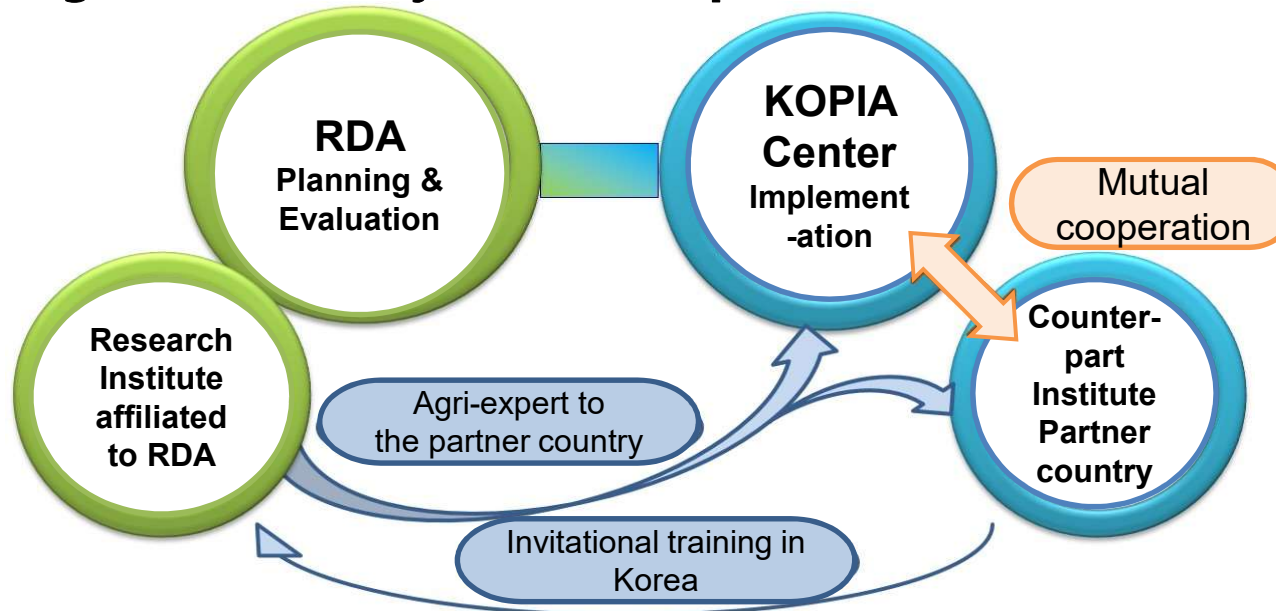 RDA
Planning &
Evaluation
KOPIA
Center
Implement
-ation
Mutual
cooperation
Research
Institute
affiliated
to RDA
Agri-expert to
the partner country
Counter-
part
Institute
Partner
country
Invitational training in
Korea